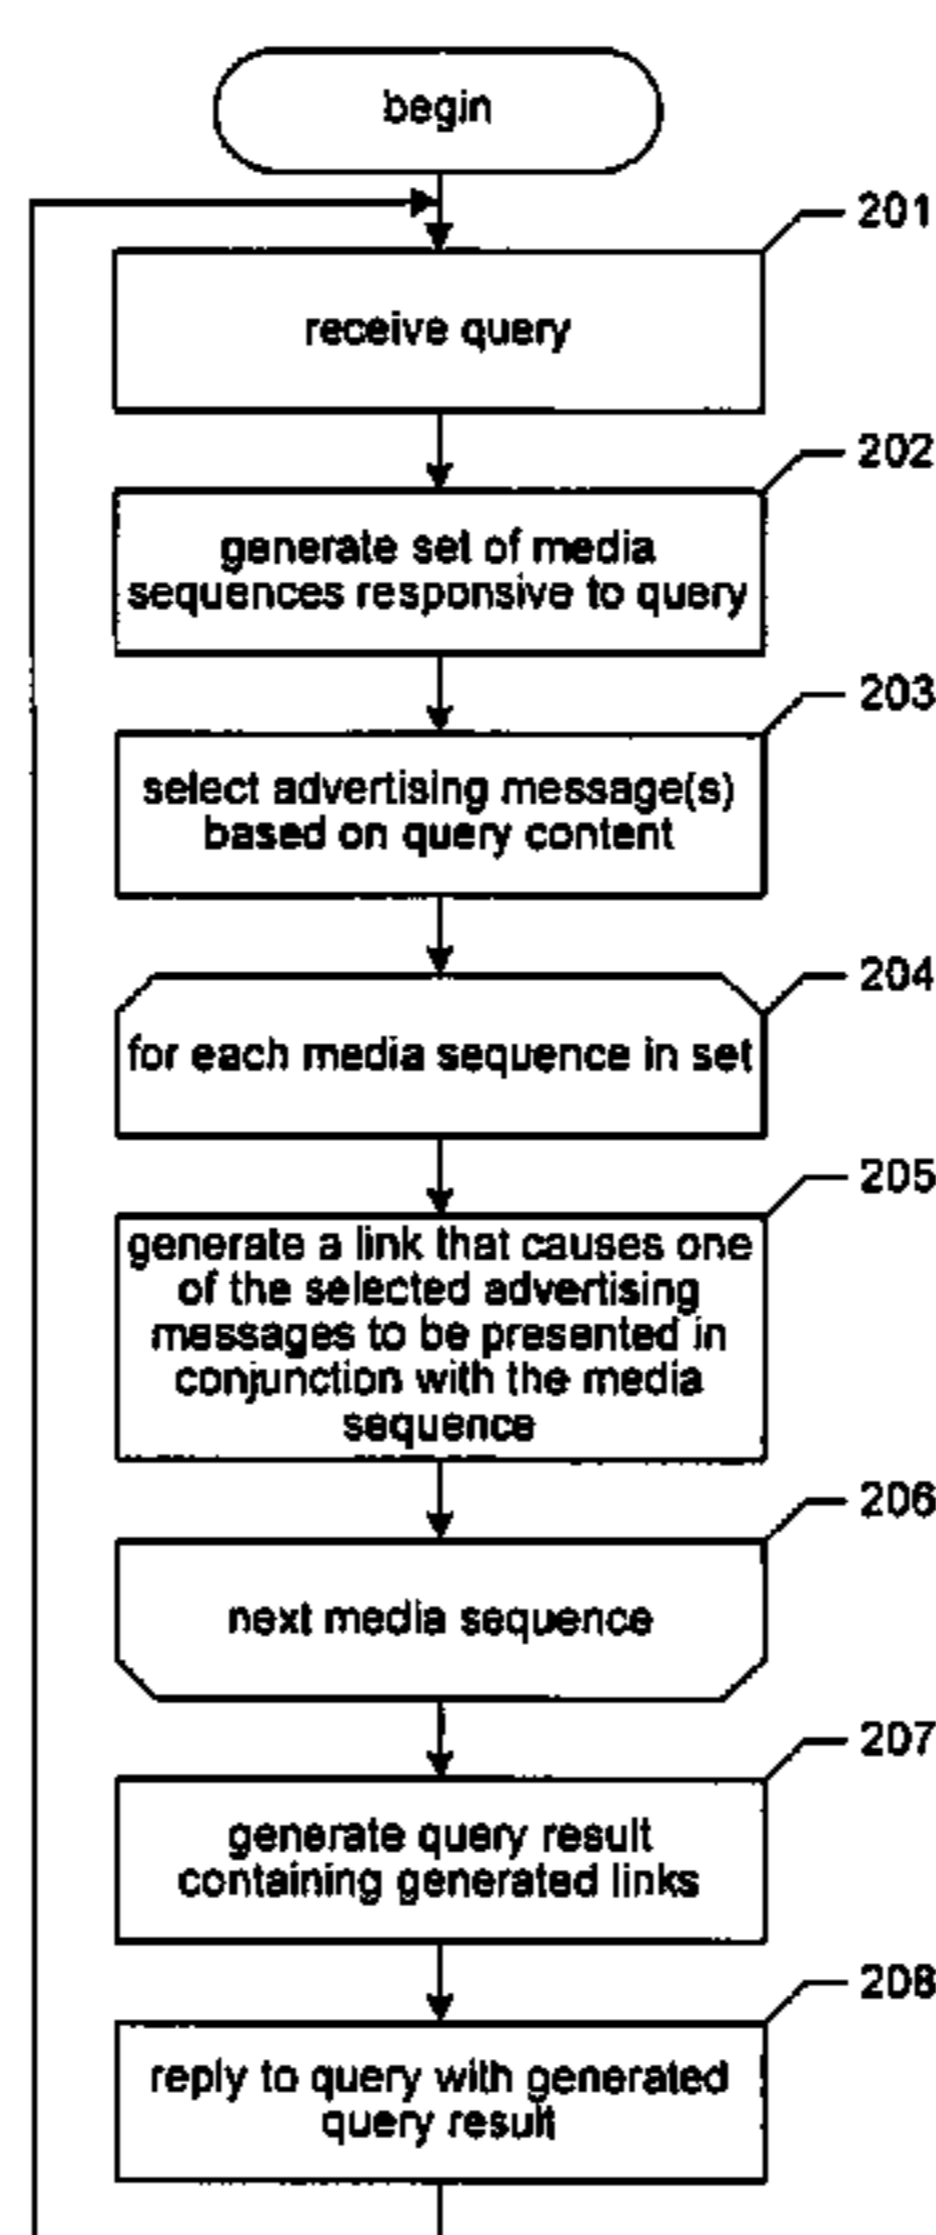 begin
201
receive query
202
generate set of media
sequences responsive to query
203
select advertising message(s)
based on query content
204
for each media sequence in set
205
generate a link that causes one
of the selected advertising
messages to be presented in
conjunction with the media
sequence
206
next media sequence
207
generate query result
containing generated links
208
reply to query with generated
query result